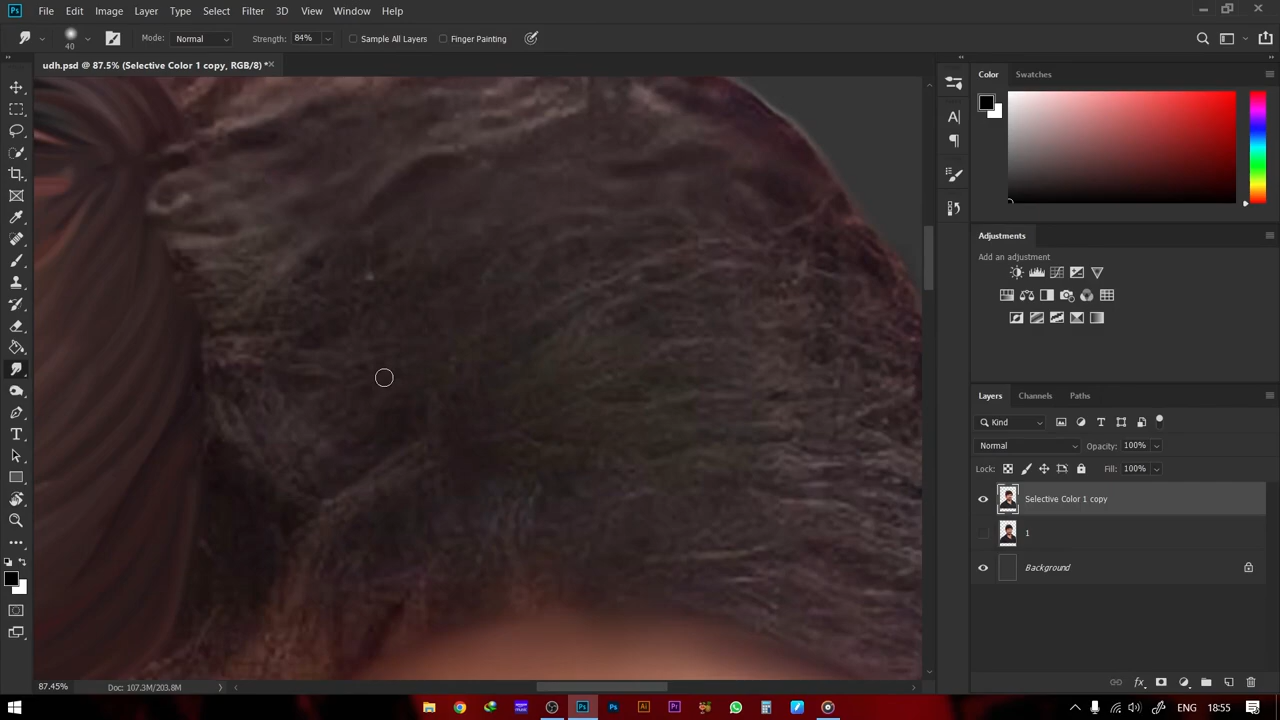 Ps
File
Edit
Image
Layer
Type
Select
Filter
3D
View
Window
Help
40
Mode:
Normal
Strength:
84%
Sample All Layers
Finger Painting
udh.psd @ 87.5% (Selective Color 1 copy, RGB/8) *
Color
Swatches
Adjustments
Add an adjustment
Layers
Channels
Paths
Kind
Normal
Opacity:
100%
Lock:
Fill:
100%
Selective Color 1 copy
1
Background
87.45%
Doc: 107.3M/203.8M
ENG
18:55